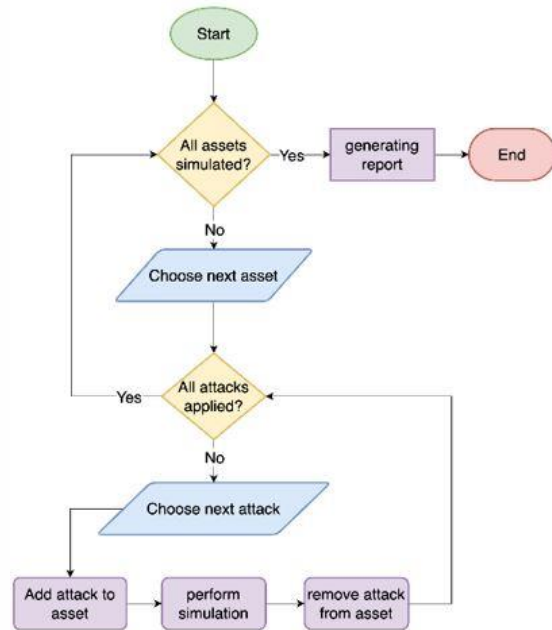 Start
All assets
simulated?
Yes
generating
report
End
No
Choose next asset
Yes
All attacks
applied?
No
Choose next attack
Add attack to
asset
perform
simulation
remove attack
from asset